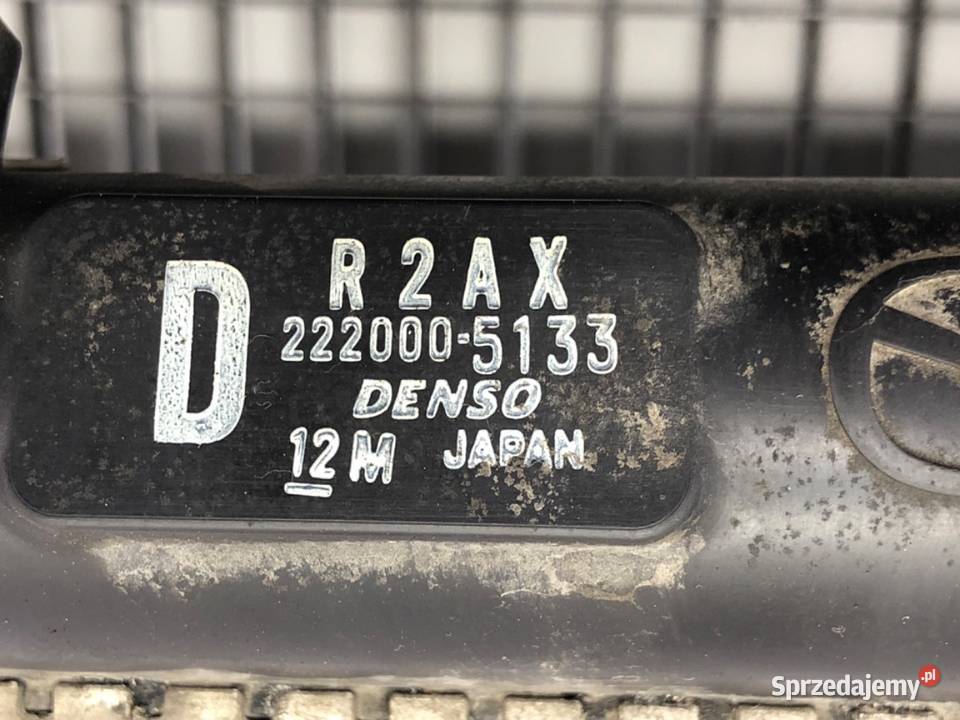 D
R2AX
222000-5133
DENSO
12M JAPAN
Sprzedajemy.pl